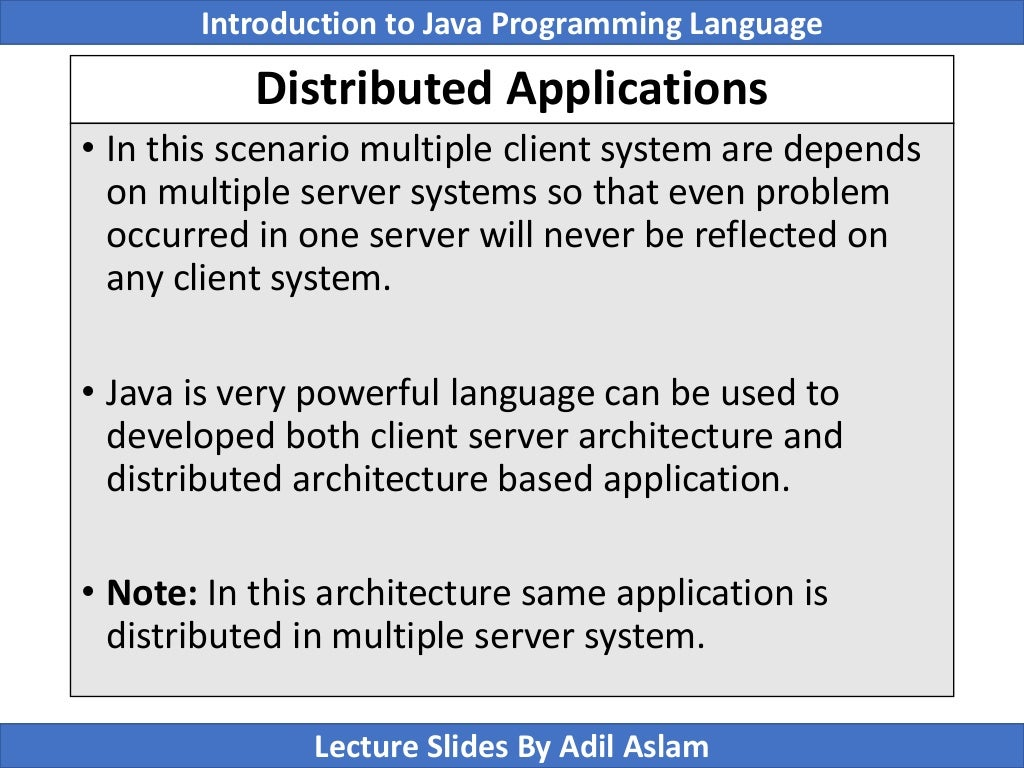 Introduction to Java Programming Language
Distributed Applications
• In this scenario multiple client system are depends
on multiple server systems so that even problem
occurred in one server will never be reflected on
any client system.
• Java is very powerful language can be used to
developed both client server architecture and
distributed architecture based application.
• Note: In this architecture same application is
distributed in multiple server system.
Lecture Slides By Adil Aslam